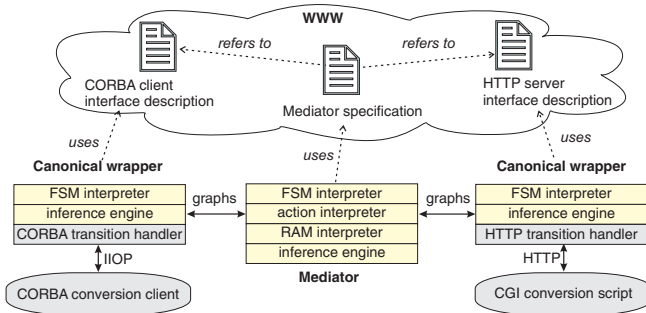 WWW
refers to
refers to
CORBA client
interface description
Mediator specification
HTTP server
interface description
uses
uses
uses
Canonical wrapper
Canonical wrapper
FSM interpreter
inference engine
CORBA transition handler
graphs
FSM interpreter
action interpreter
RAM interpreter
inference engine
Mediator
graphs
FSM interpreter
inference engine
HTTP transition handler
IIOP
HTTP
CORBA conversion client
CGI conversion script